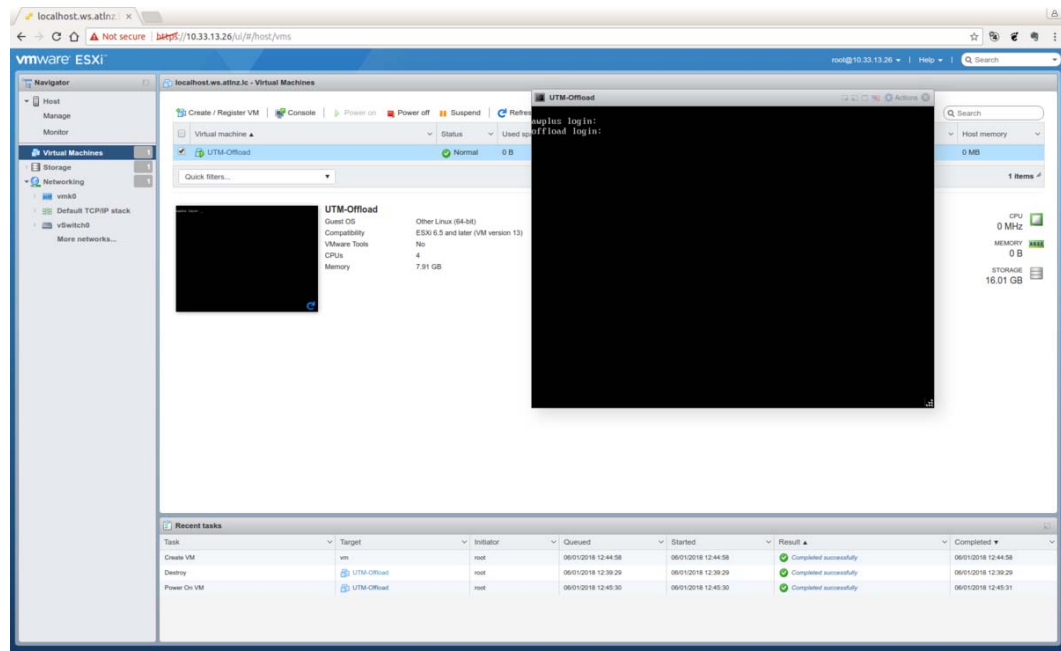 localhost.ws.atlnz.l ×
Not secure | https://10.33.13.26/ui/#/host/vms
vmware ESXi™
root@10.33.13.26 | Help | Search
Navigator
localhost.ws.atlnz.lc - Virtual Machines
Host
Manage
Monitor
Virtual Machines 1
Storage 1
Networking 1
vmk0
Default TCP/IP stack
vSwitch0
More networks...
Create / Register VM | Console | Power on Power off Suspend | Refres
Search
Virtual machine Status Used spa Host memory
UTM-Offload Normal 0 B 0 MB
Quick filters... 1 items
UTM-Offload
Guest OS Other Linux (64-bit)
Compatibility ESXi 6.5 and later (VM version 13)
VMware Tools No
CPUs 4
Memory 7.91 GB
CPU
0 MHz
MEMORY
0 B
STORAGE
16.01 GB
UTM-Offload Actions
awplus login:
offload login:
Recent tasks
Task Target Initiator Queued Started Result Completed
Create VM vm root 06/01/2018 12:44:58 06/01/2018 12:44:58 Completed successfully 06/01/2018 12:44:58
Destroy UTM-Offload root 06/01/2018 12:39:29 06/01/2018 12:39:29 Completed successfully 06/01/2018 12:39:29
Power On VM UTM-Offload root 06/01/2018 12:45:30 06/01/2018 12:45:30 Completed successfully 06/01/2018 12:45:31